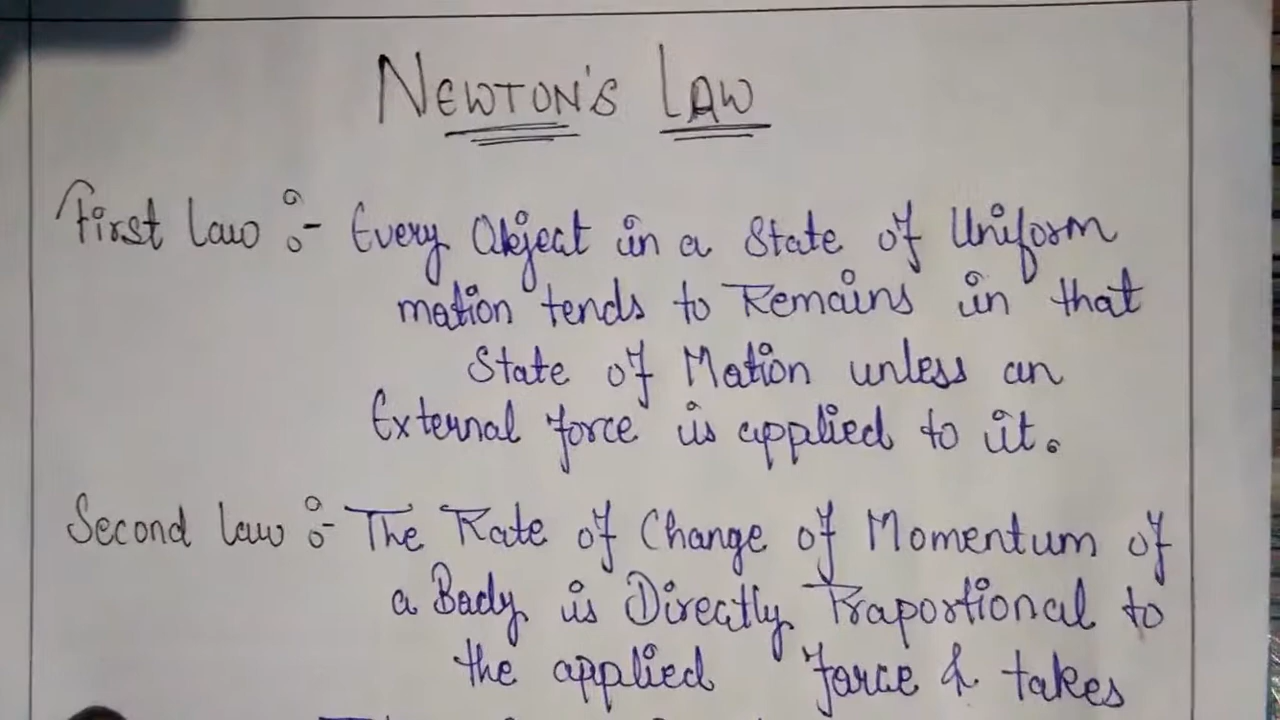 NEWTON'S LAW
First law :- Every Object in a State of Uniform
motion tends to Remains in that
State of Motion unless an
External force is applied to it.
Second law :- The Rate of Change of Momentum of
a Body is Directly Praportional to
the applied force & takes